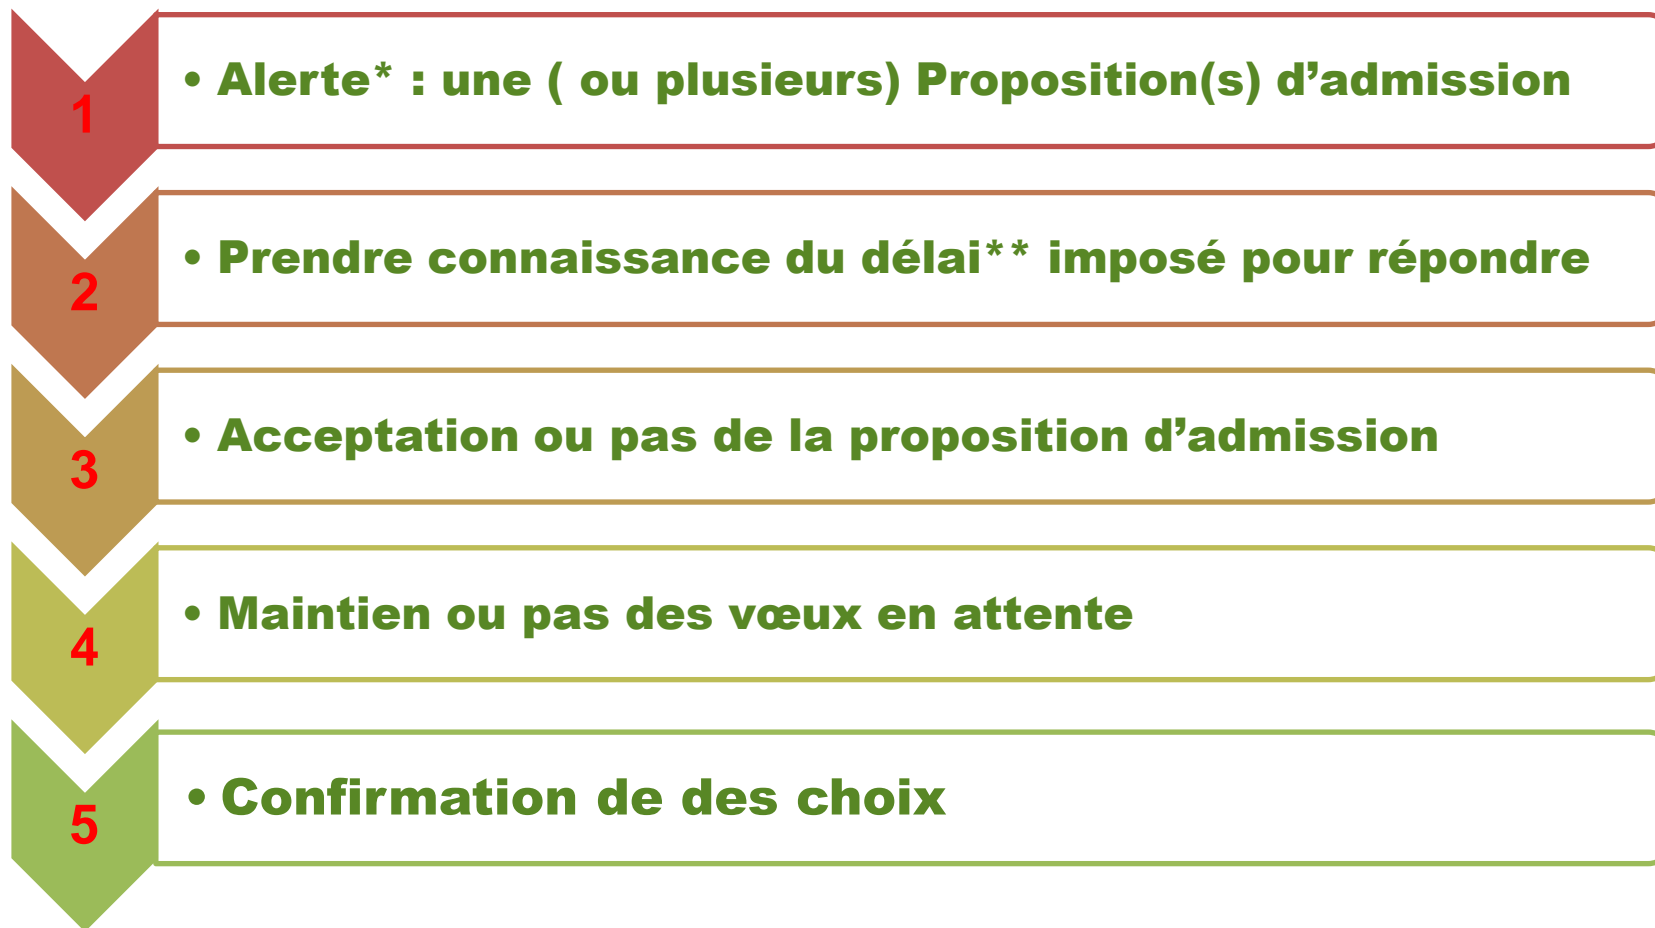 1
• Alerte* : une ( ou plusieurs) Proposition(s) d’admission
2
• Prendre connaissance du délai** imposé pour répondre
3
• Acceptation ou pas de la proposition d’admission
4
• Maintien ou pas des vœux en attente
5
• Confirmation de des choix